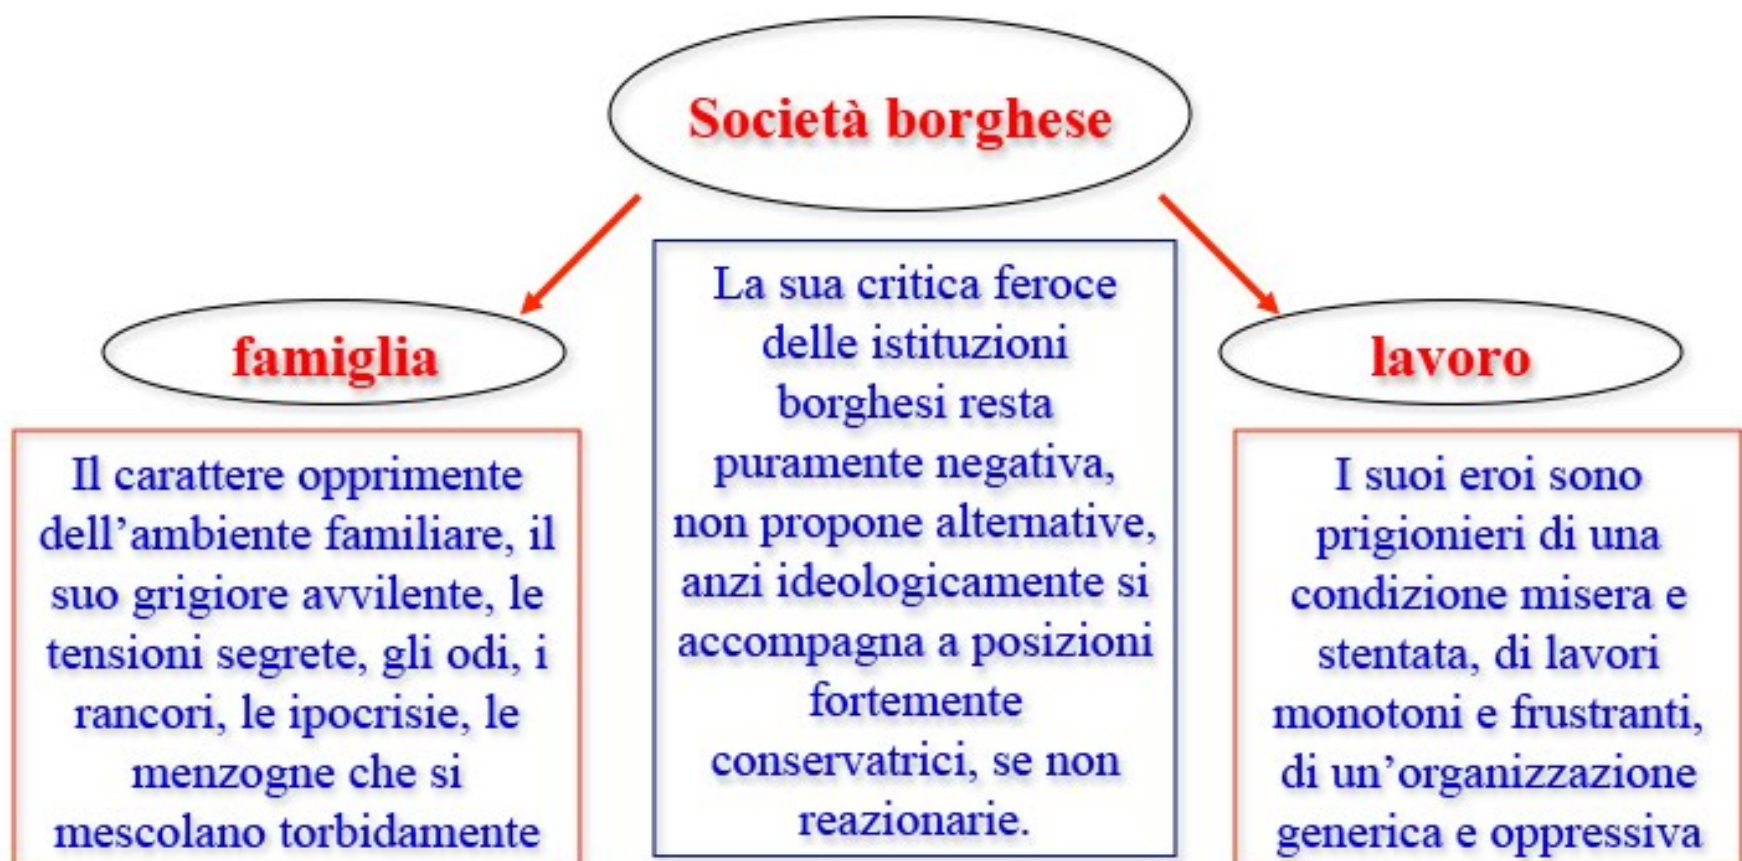 Società borghese
famiglia
Il carattere opprimente
dell’ambiente familiare, il
suo grigiore avvilente, le
tensioni segrete, gli odi, i
rancori, le ipocrisie, le
menzogne che si
mescolano torbidamente
La sua critica feroce
delle istituzioni
borghesi resta
puramente negativa,
non propone alternative,
anzi ideologicamente si
accompagna a posizioni
fortemente
conservatrici, se non
reazionarie.
lavoro
I suoi eroi sono
prigionieri di una
condizione misera e
stentata, di lavori
monotoni e frustranti,
di un’organizzazione
generica e oppressiva